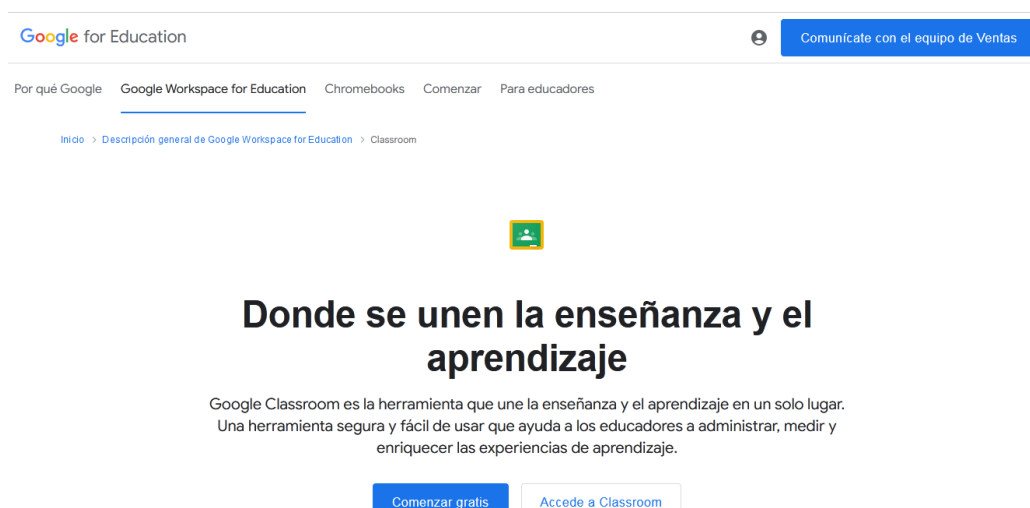 Google for Education
Comunícate con el equipo de Ventas
Por qué Google Google Workspace for Education Chromebooks Comenzar Para educadores
Inicio > Descripción general de Google Workspace for Education > Classroom
Donde se unen la enseñanza y el
aprendizaje
Google Classroom es la herramienta que une la enseñanza y el aprendizaje en un solo lugar.
Una herramienta segura y fácil de usar que ayuda a los educadores a administrar, medir y
enriquecer las experiencias de aprendizaje.
Comenzar gratis Accede a Classroom